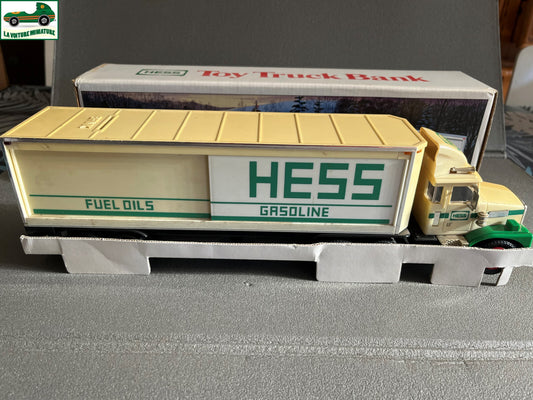 LA VOITURE MINIATURE
HESS Toy Truck Bank
HESS
FUEL OILS
GASOLINE
HESS